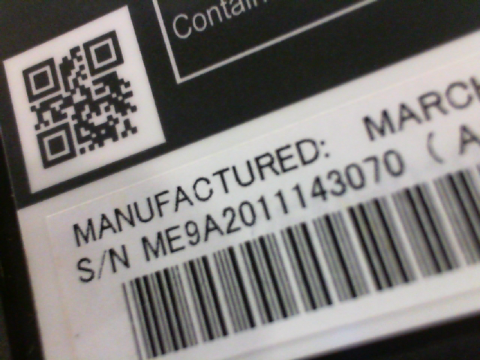 Contain
MANUFACTURED: MARCH
S/N ME9A2011143070 ( A